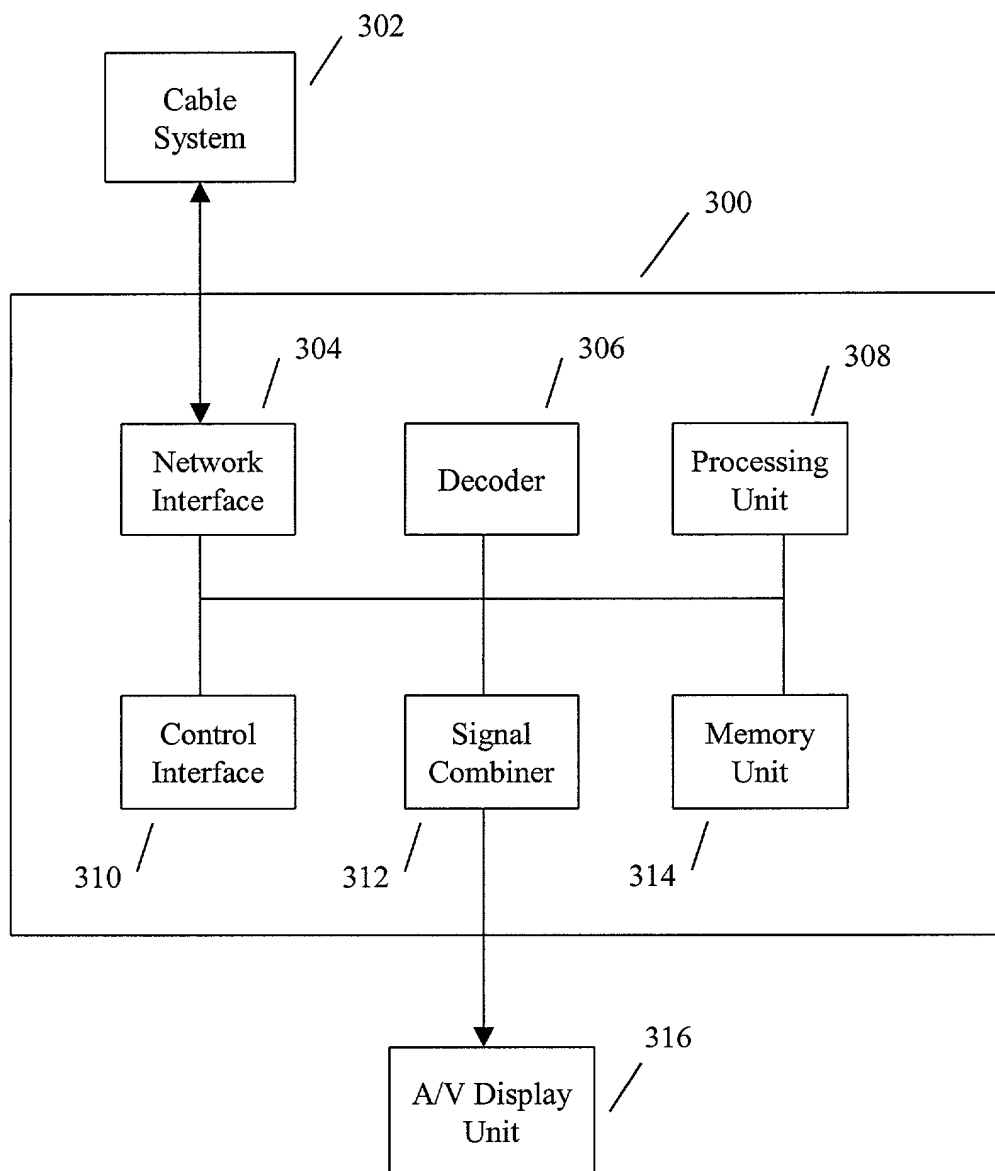 302
Cable
System
300
304
306
308
Network
Interface
Decoder
Processing
Unit
Control
Interface
Signal
Combiner
Memory
Unit
310
312
314
316
A/V Display
Unit